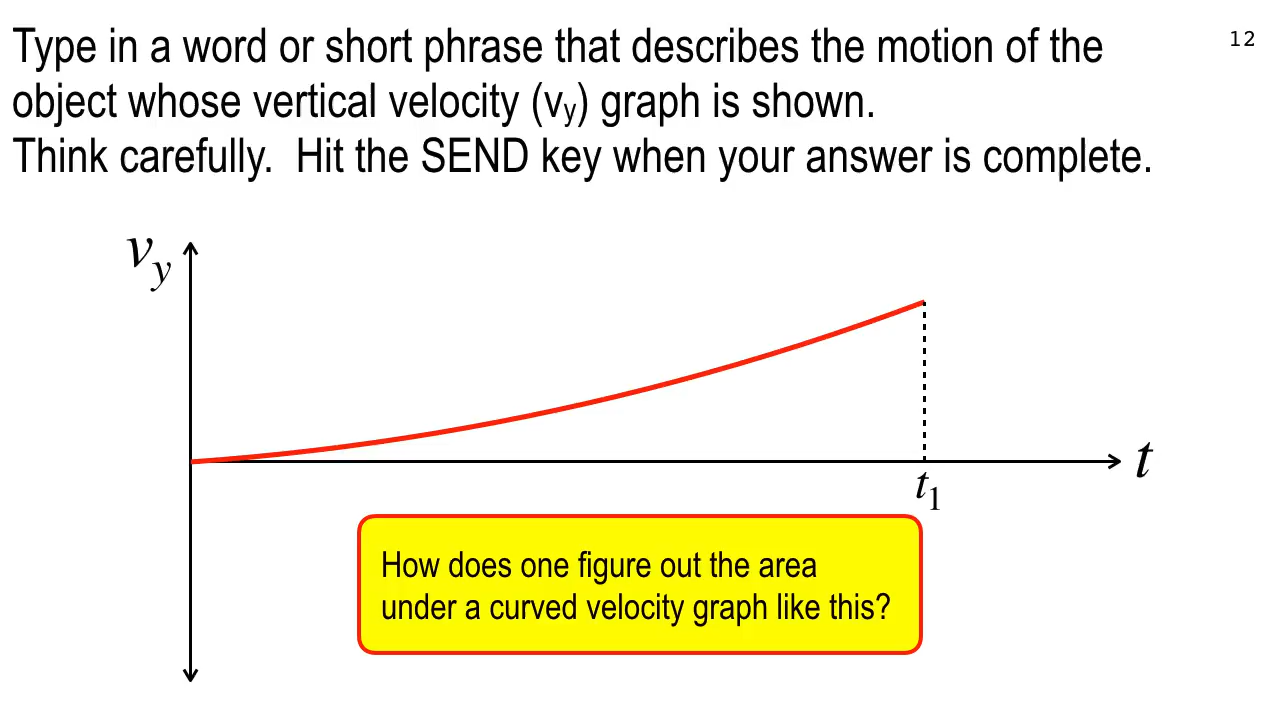 Type in a word or short phrase that describes the motion of the
12
object whose vertical velocity (vy) graph is shown.
Think carefully. Hit the SEND key when your answer is complete.
vy
t
t1
How does one figure out the area
under a curved velocity graph like this?